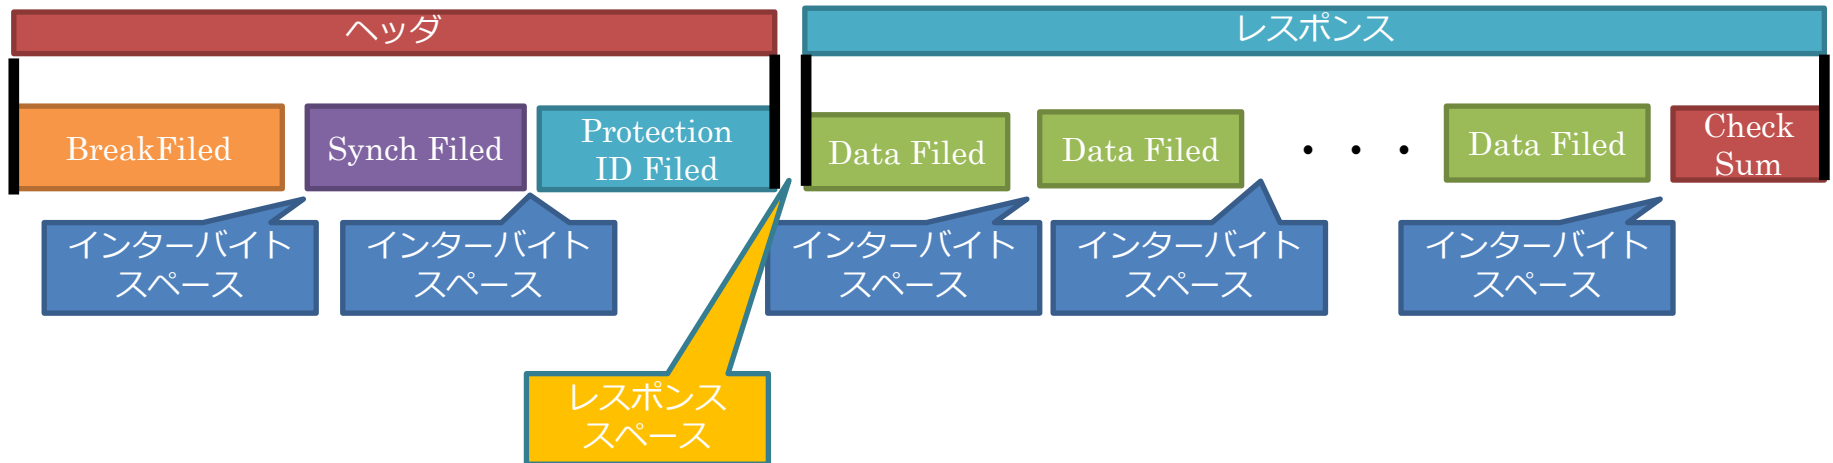 ヘッダ
レスポンス
BreakFiled
Synch Filed
Protection
ID Filed
Data Filed
Data Filed
・・・
Data Filed
Check
Sum
インターバイト
スペース
インターバイト
スペース
インターバイト
スペース
インターバイト
スペース
インターバイト
スペース
レスポンス
スペース